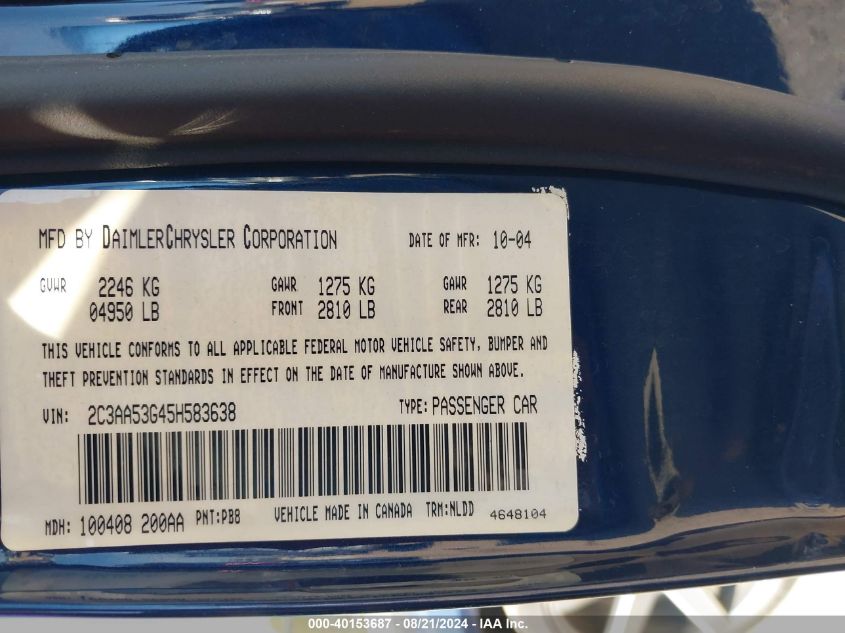 MFD BY DAIMLERCHRYSLER CORPORATION DATE OF MFR: 10-04
GVWR 2246 KG GAWR 1275 KG GAWR 1275 KG
04950 LB FRONT 2810 LB REAR 2810 LB
THIS VEHICLE CONFORMS TO ALL APPLICABLE FEDERAL MOTOR VEHICLE SAFETY, BUMPER AND
THEFT PREVENTION STANDARDS IN EFFECT ON THE DATE OF MANUFACTURE SHOWN ABOVE.
VIN: 2C3AA53G45H583638 TYPE: PASSENGER CAR
MDH: 100408 200AA PNT:PB8 VEHICLE MADE IN CANADA TRM:NLDD 4648104
000-40153687 - 08/21/2024 - IAA Inc.